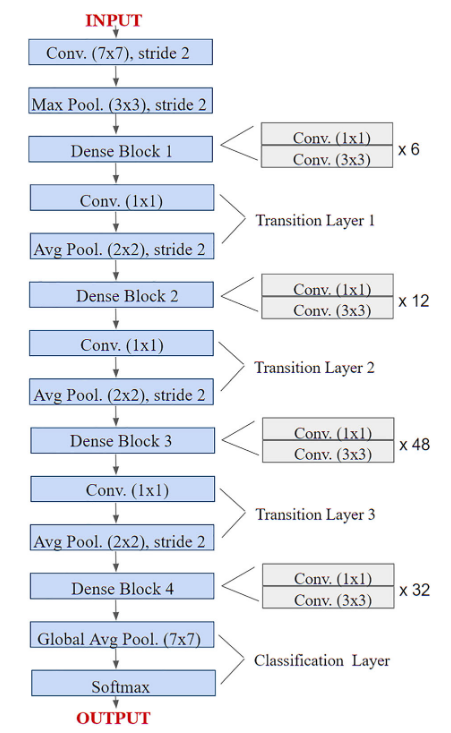 INPUT
Conv. (7x7), stride 2
Max Pool. (3x3), stride 2
Dense Block 1
Conv. (1x1)
Conv. (3x3)
x 6
Conv. (1x1)
Avg Pool. (2x2), stride 2
Transition Layer 1
Dense Block 2
Conv. (1x1)
Conv. (3x3)
x 12
Conv. (1x1)
Avg Pool. (2x2), stride 2
Transition Layer 2
Dense Block 3
Conv. (1x1)
Conv. (3x3)
x 48
Conv. (1x1)
Avg Pool. (2x2), stride 2
Transition Layer 3
Dense Block 4
Conv. (1x1)
Conv. (3x3)
x 32
Global Avg Pool. (7x7)
Softmax
Classification Layer
OUTPUT